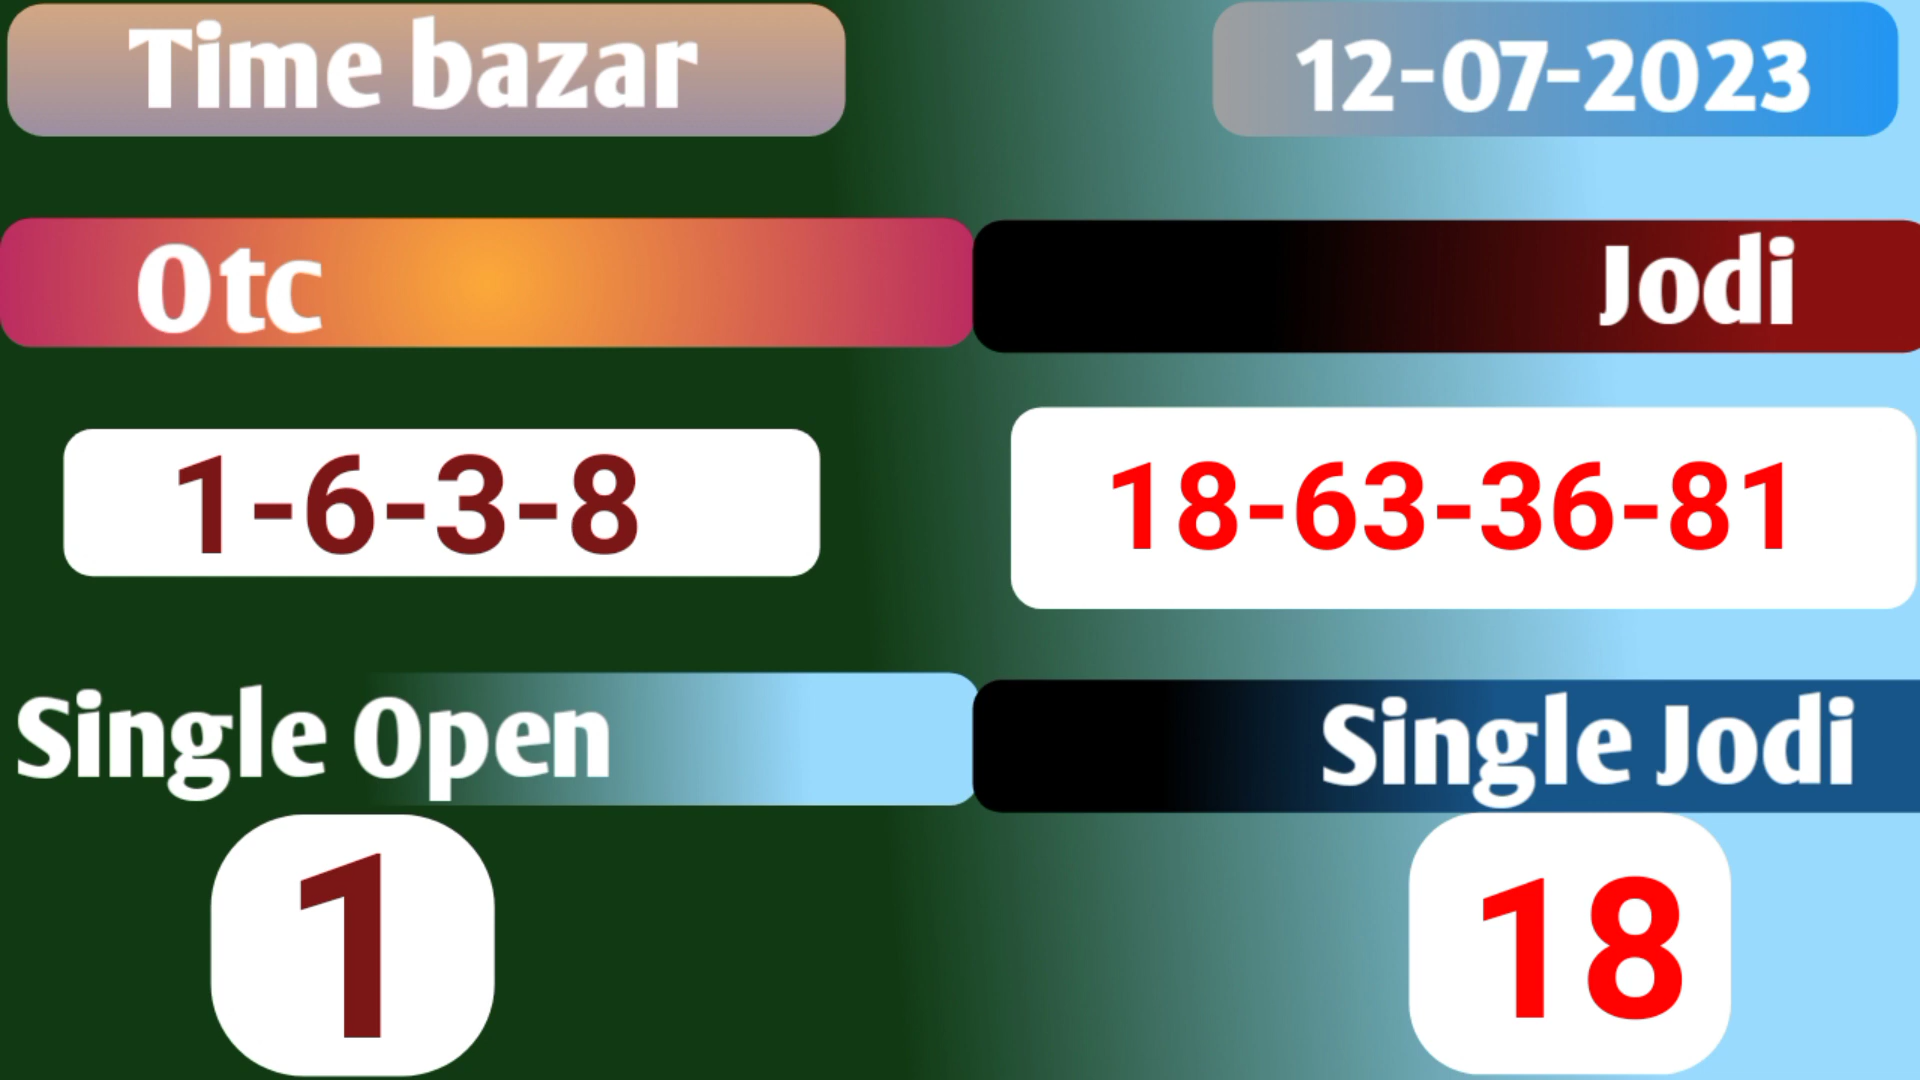 Time bazar
12-07-2023
Otc
Jodi
1-6-3-8
18-63-36-81
Single Open
Single Jodi
1
18